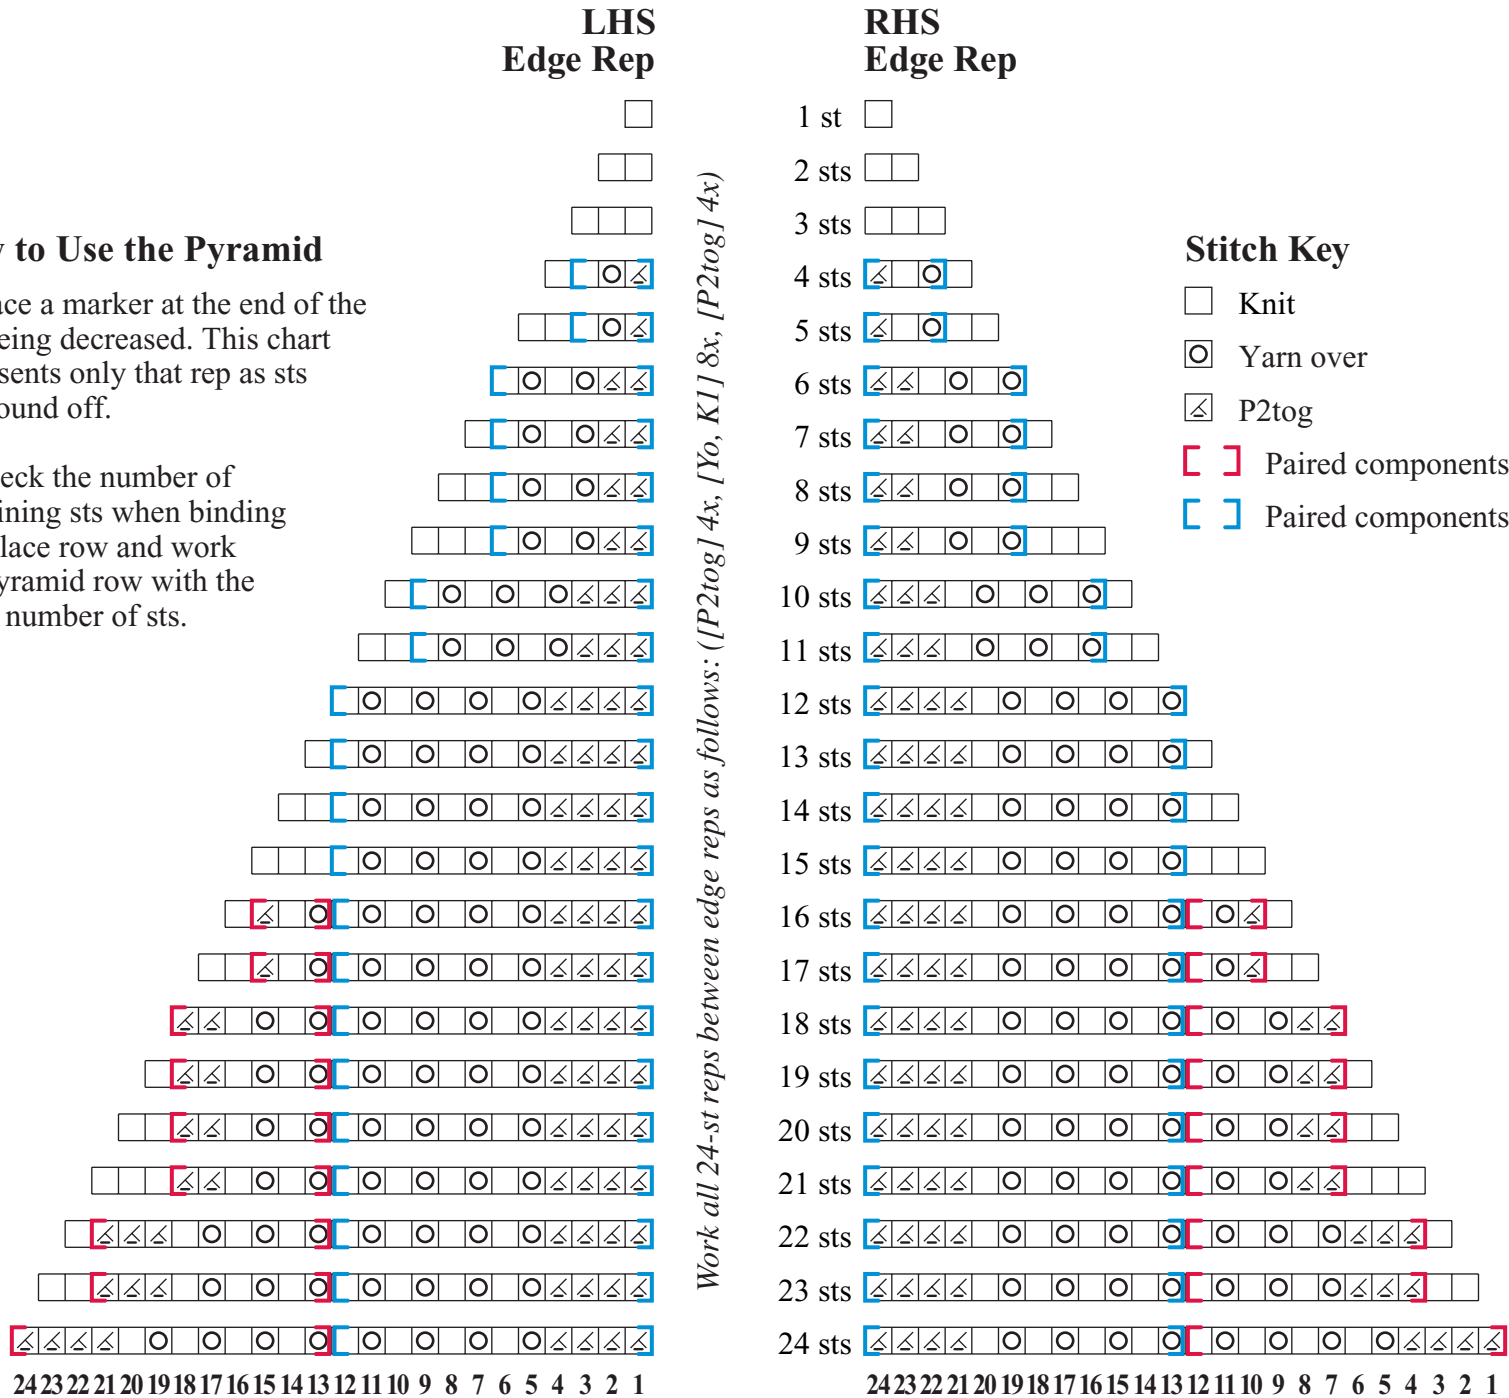 LHS
Edge Rep
RHS
Edge Rep
to Use the Pyramid
ace a marker at the end of the
eing decreased. This chart
sents only that rep as sts
ound off.
eck the number of
ining sts when binding
lace row and work
yramid row with the
number of sts.
Work all 24-st reps between edge reps as follows: ([P2tog] 4x, [Yo, K1] 8x, [P2tog] 4x)
1 st
2 sts
3 sts
4 sts
5 sts
6 sts
7 sts
8 sts
9 sts
10 sts
11 sts
12 sts
13 sts
14 sts
15 sts
16 sts
17 sts
18 sts
19 sts
20 sts
21 sts
22 sts
23 sts
24 sts
Stitch Key
Knit
Yarn over
P2tog
Paired components
Paired components
24 23 22 21 20 19 18 17 16 15 14 13 12 11 10 9 8 7 6 5 4 3 2 1
24 23 22 21 20 19 18 17 16 15 14 13 12 11 10 9 8 7 6 5 4 3 2 1